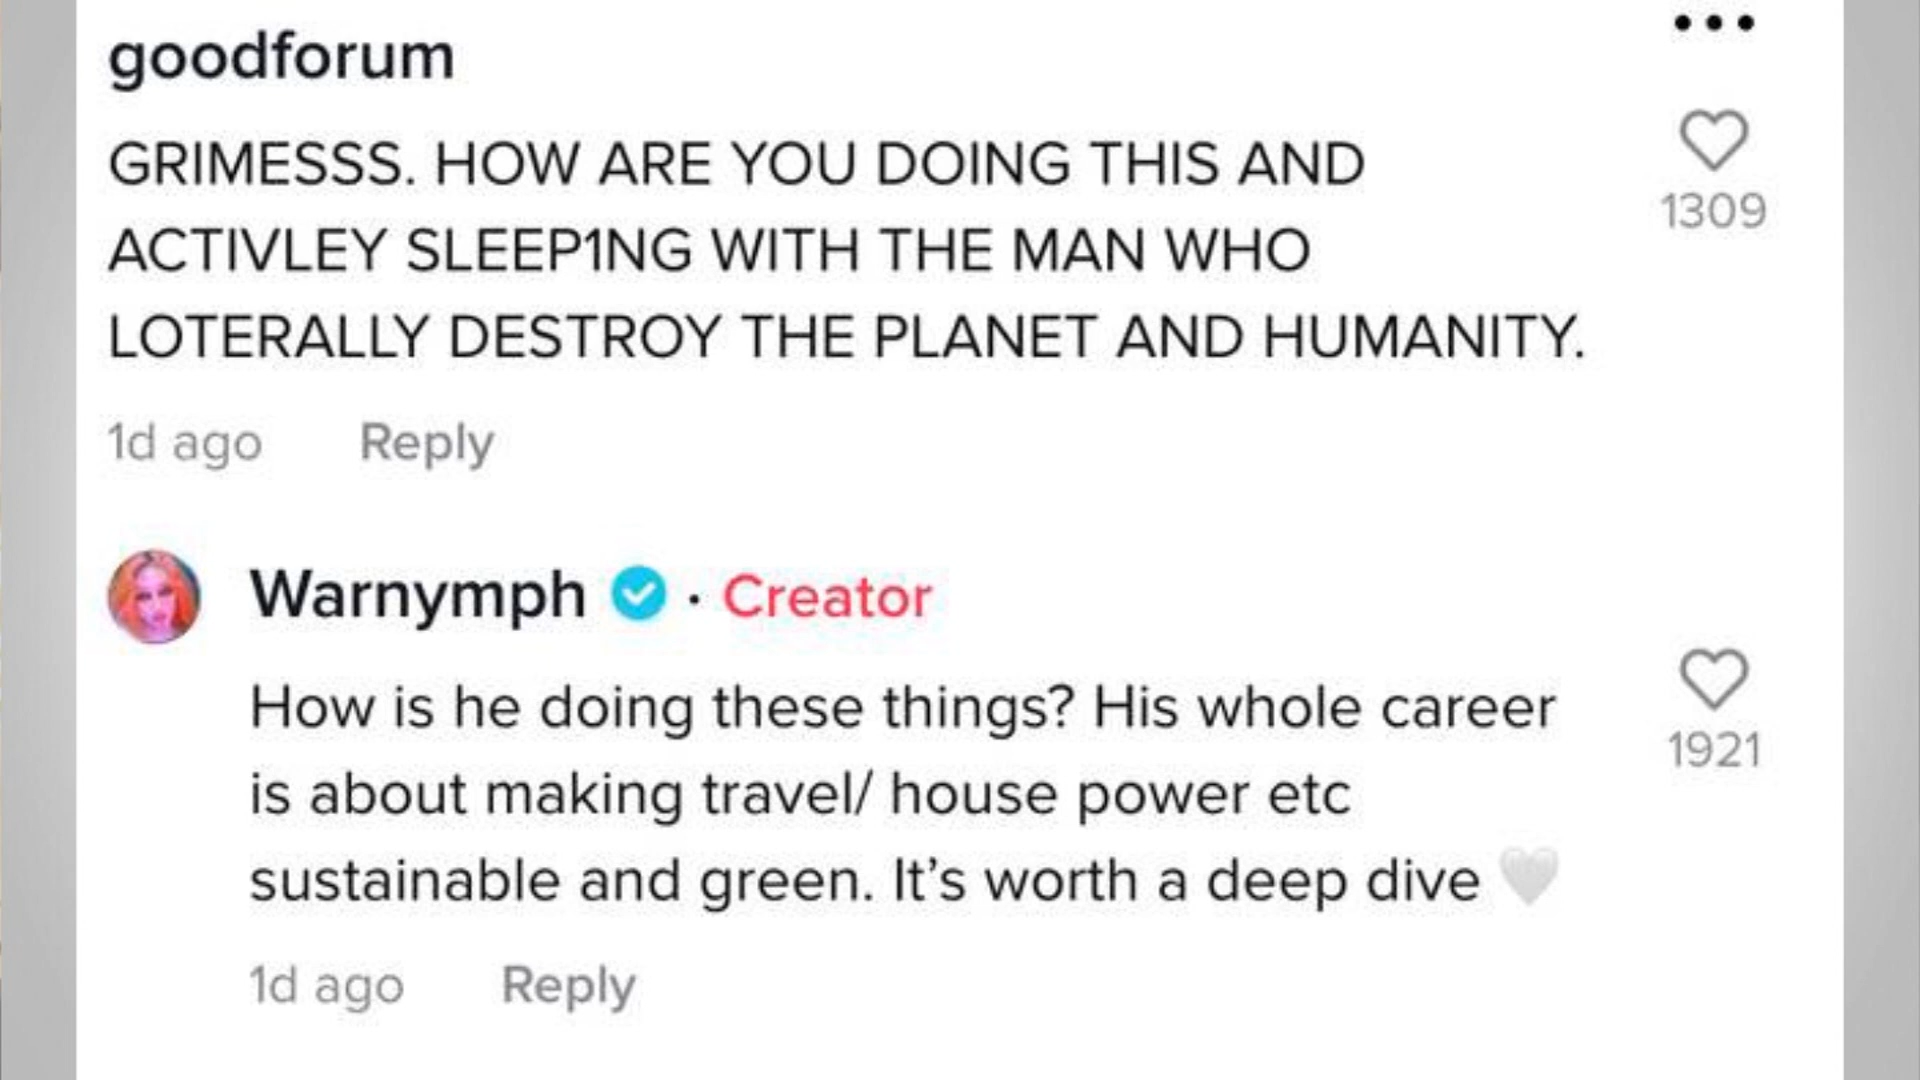 goodforum
GRIMESSS. HOW ARE YOU DOING THIS AND
ACTIVLEY SLEEP1NG WITH THE MAN WHO
LOTERALLY DESTROY THE PLANET AND HUMANITY.
1309
1d ago Reply
Warnymph · Creator
How is he doing these things? His whole career
is about making travel/ house power etc
sustainable and green. It’s worth a deep dive 🤍
1921
1d ago Reply